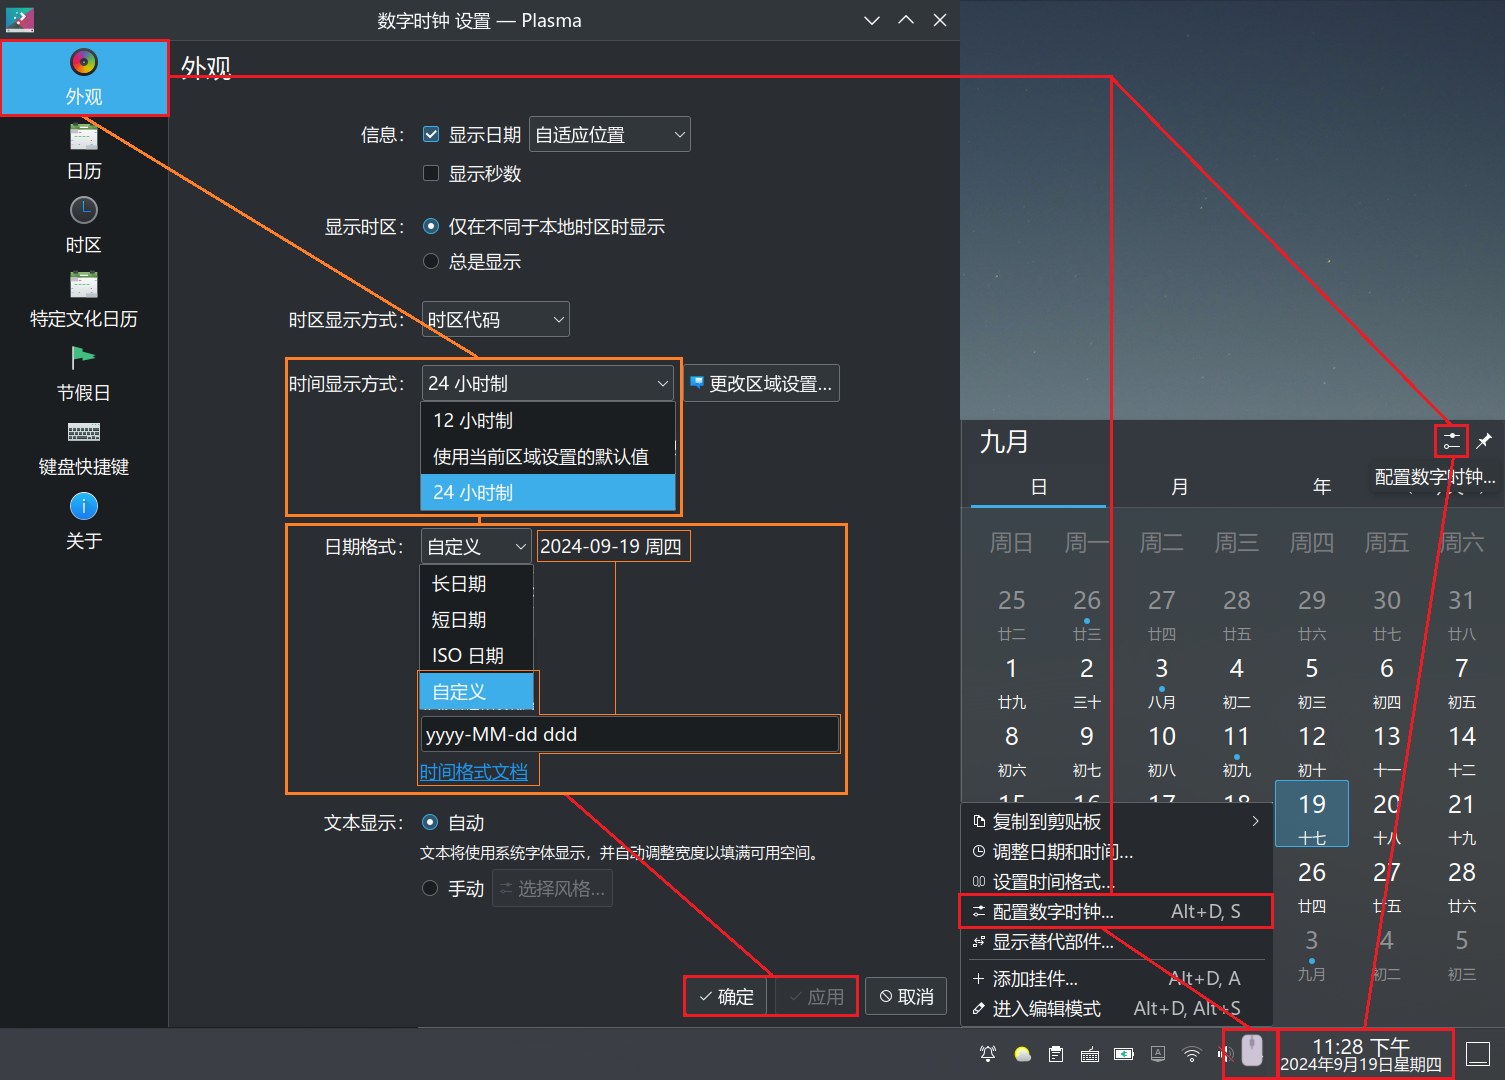 数字时钟 设置 — Plasma
外观
日历
时区
特定文化日历
节假日
键盘快捷键
关于
外观
信息：
显示日期
自适应位置
显示秒数
显示时区：
仅在不同于本地时区时显示
总是显示
时区显示方式：
时区代码
时间显示方式：
24 小时制
更改区域设置...
12 小时制
使用当前区域设置的默认值
24 小时制
日期格式：
自定义
2024-09-19 周四
长日期
短日期
ISO 日期
自定义
yyyy-MM-dd ddd
时间格式文档
文本显示：
自动
文本将使用系统字体显示，并自动调整宽度以填满可用空间。
手动
选择风格...
确定
应用
取消
九月
配置数字时钟...
日 月 年
周日 周一 周二 周三 周四 周五 周六
25 26 27 28 29 30 31
廿二 廿三 廿四 廿五 廿六 廿七 廿八
1 2 3 4 5 6 7
廿九 三十 八月 初二 初三 初四 初五
8 9 10 11 12 13 14
初六 初七 初八 初九 初十 十一 十二
15 16 17 18 19 20 21
十七 十八 十九
26 27 28
廿四 廿五 廿六
3 4 5
九月 初二 初三
复制到剪贴板
调整日期和时间...
设置时间格式...
配置数字时钟... Alt+D, S
显示替代部件...
添加挂件... Alt+D, A
进入编辑模式 Alt+D, Alt+S
11:28 下午
2024年9月19日星期四